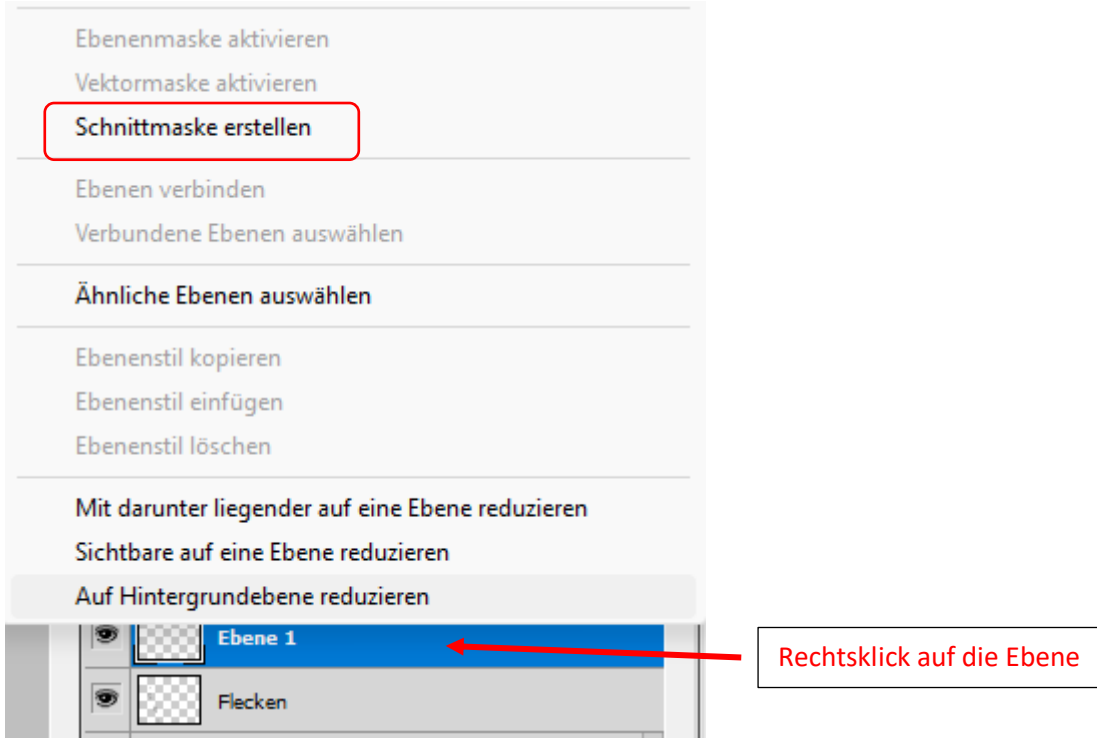 Ebenenmaske aktivieren
Vektormaske aktivieren
Schnittmaske erstellen
Ebenen verbinden
Verbundene Ebenen auswählen
Ähnliche Ebenen auswählen
Ebenenstil kopieren
Ebenenstil einfügen
Ebenenstil löschen
Mit darunter liegender auf eine Ebene reduzieren
Sichtbare auf eine Ebene reduzieren
Auf Hintergrundebene reduzieren
Ebene 1
Rechtsklick auf die Ebene
Flecken